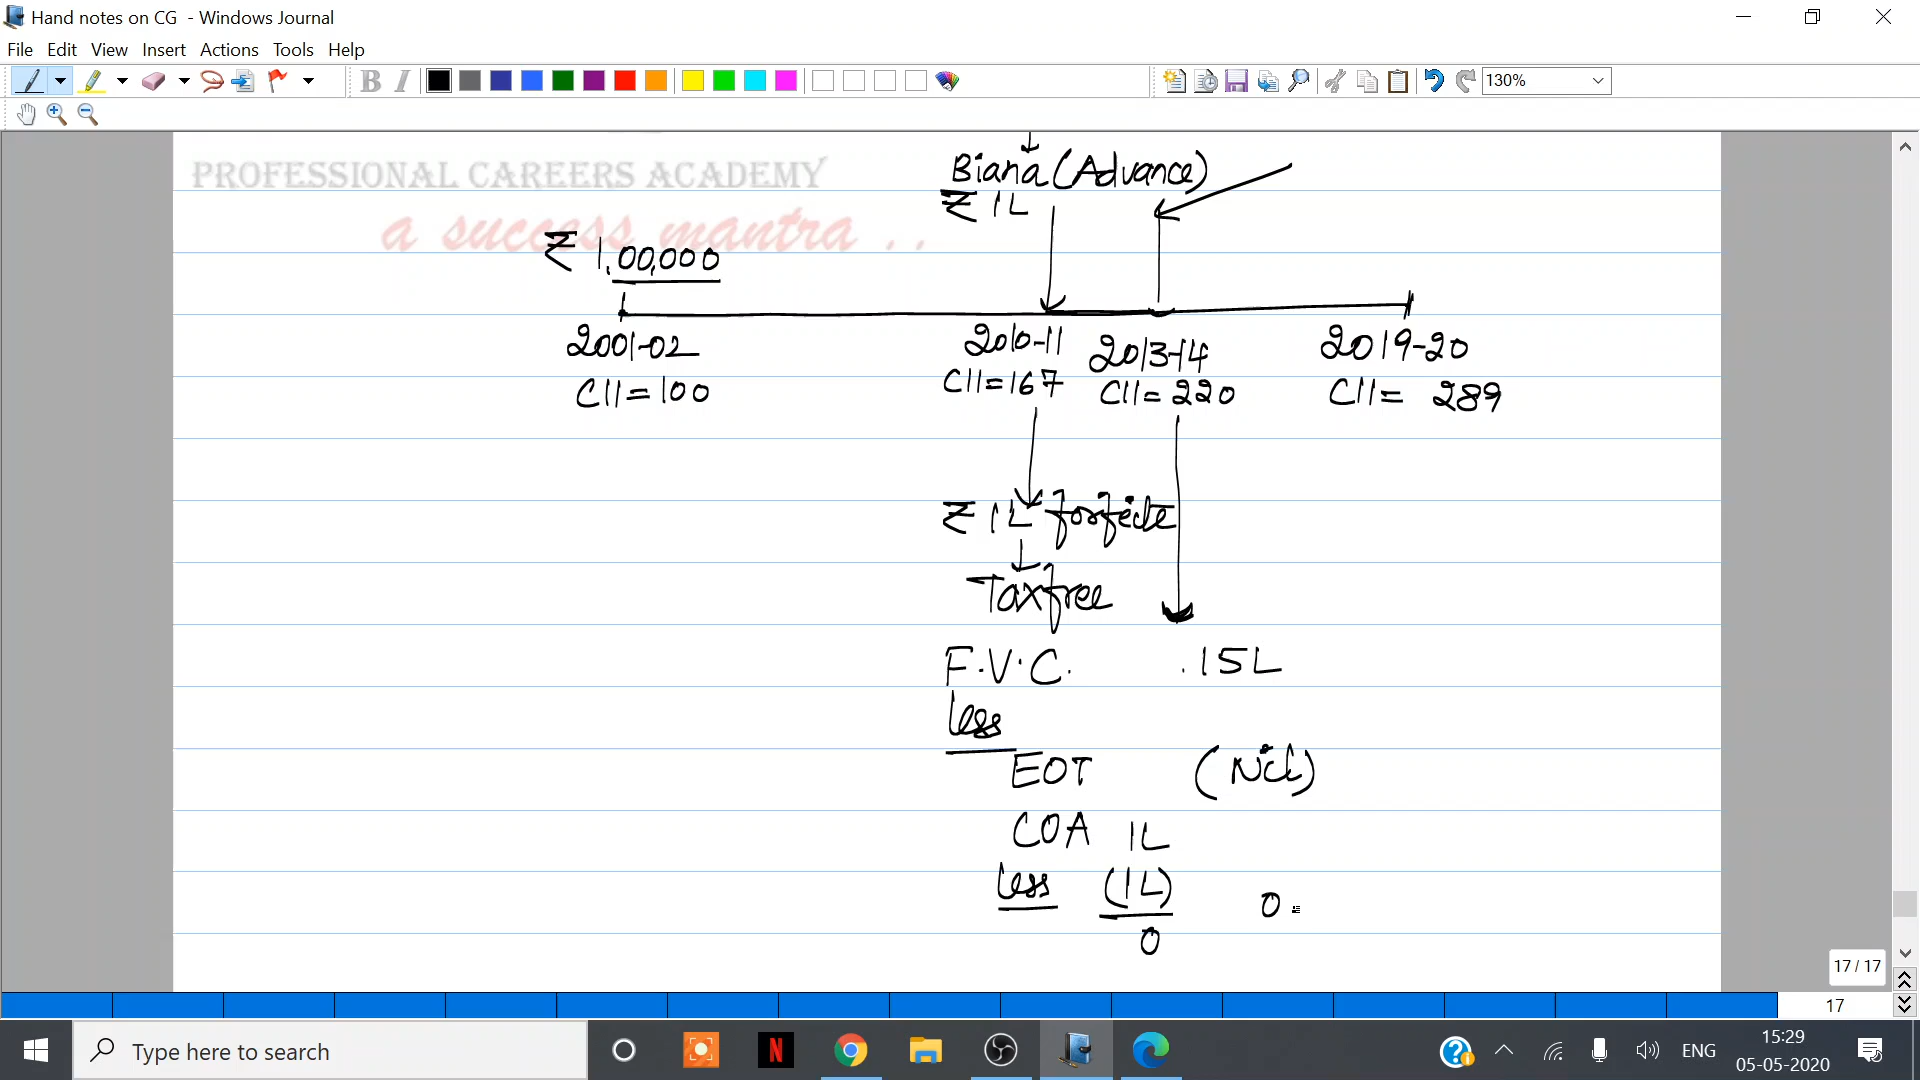 Hand notes on CG - Windows Journal
File Edit View Insert Actions Tools Help
B I 130%
PROFESSIONAL CAREERS ACADEMY
a success mantra . .
Biana (Advance)
₹ 1L
₹ 1,00,000
2001-02 2010-11 2013-14 2019-20
CII = 100 CII = 167 CII = 220 CII = 289
₹ 1L forfeite
Taxfree
F.V.C. .15L
less
EOT (Nil)
COA 1L
less (1L) 0
0
17 / 17
17
Type here to search
N
ENG
15:29
05-05-2020